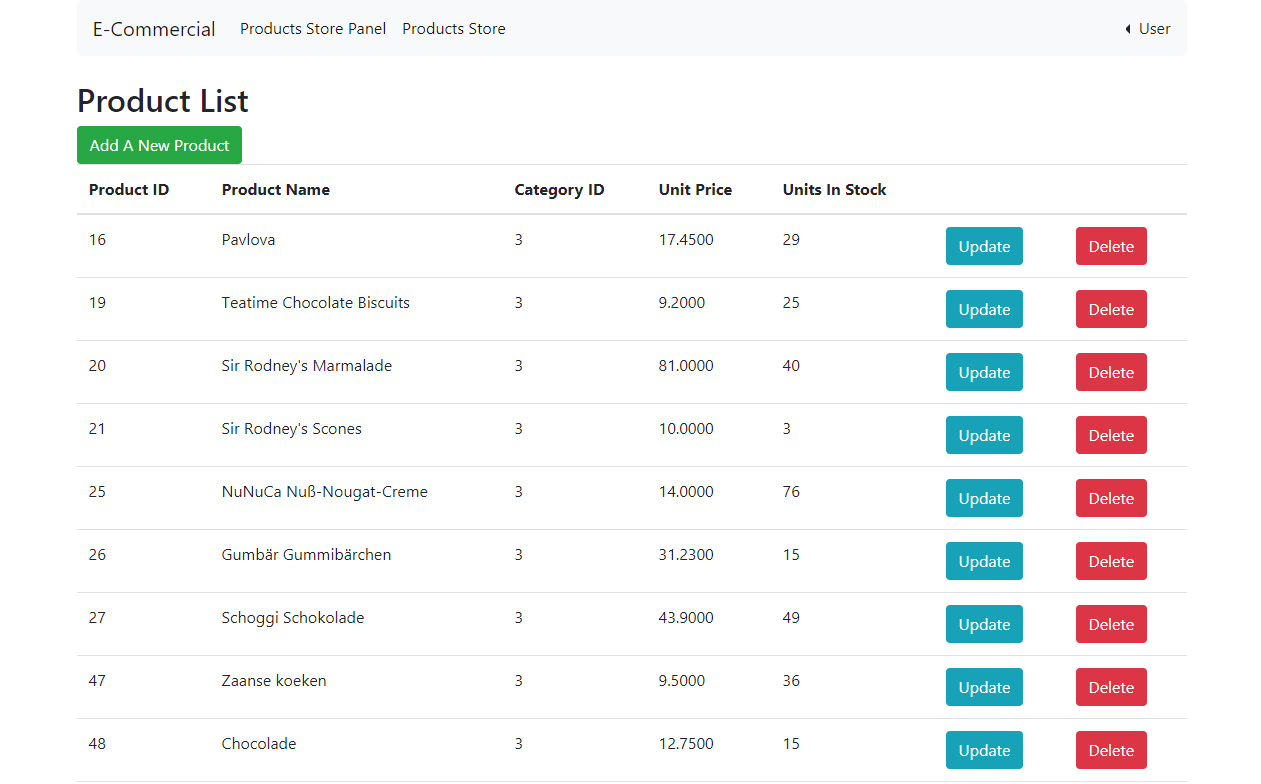 E-Commercial Products Store Panel Products Store User
Product List
Add A New Product
Product ID Product Name Category ID Unit Price Units In Stock
16 Pavlova 3 17.4500 29 Update Delete
19 Teatime Chocolate Biscuits 3 9.2000 25 Update Delete
20 Sir Rodney's Marmalade 3 81.0000 40 Update Delete
21 Sir Rodney's Scones 3 10.0000 3 Update Delete
25 NuNuCa Nuß-Nougat-Creme 3 14.0000 76 Update Delete
26 Gumbär Gummibärchen 3 31.2300 15 Update Delete
27 Schoggi Schokolade 3 43.9000 49 Update Delete
47 Zaanse koeken 3 9.5000 36 Update Delete
48 Chocolade 3 12.7500 15 Update Delete